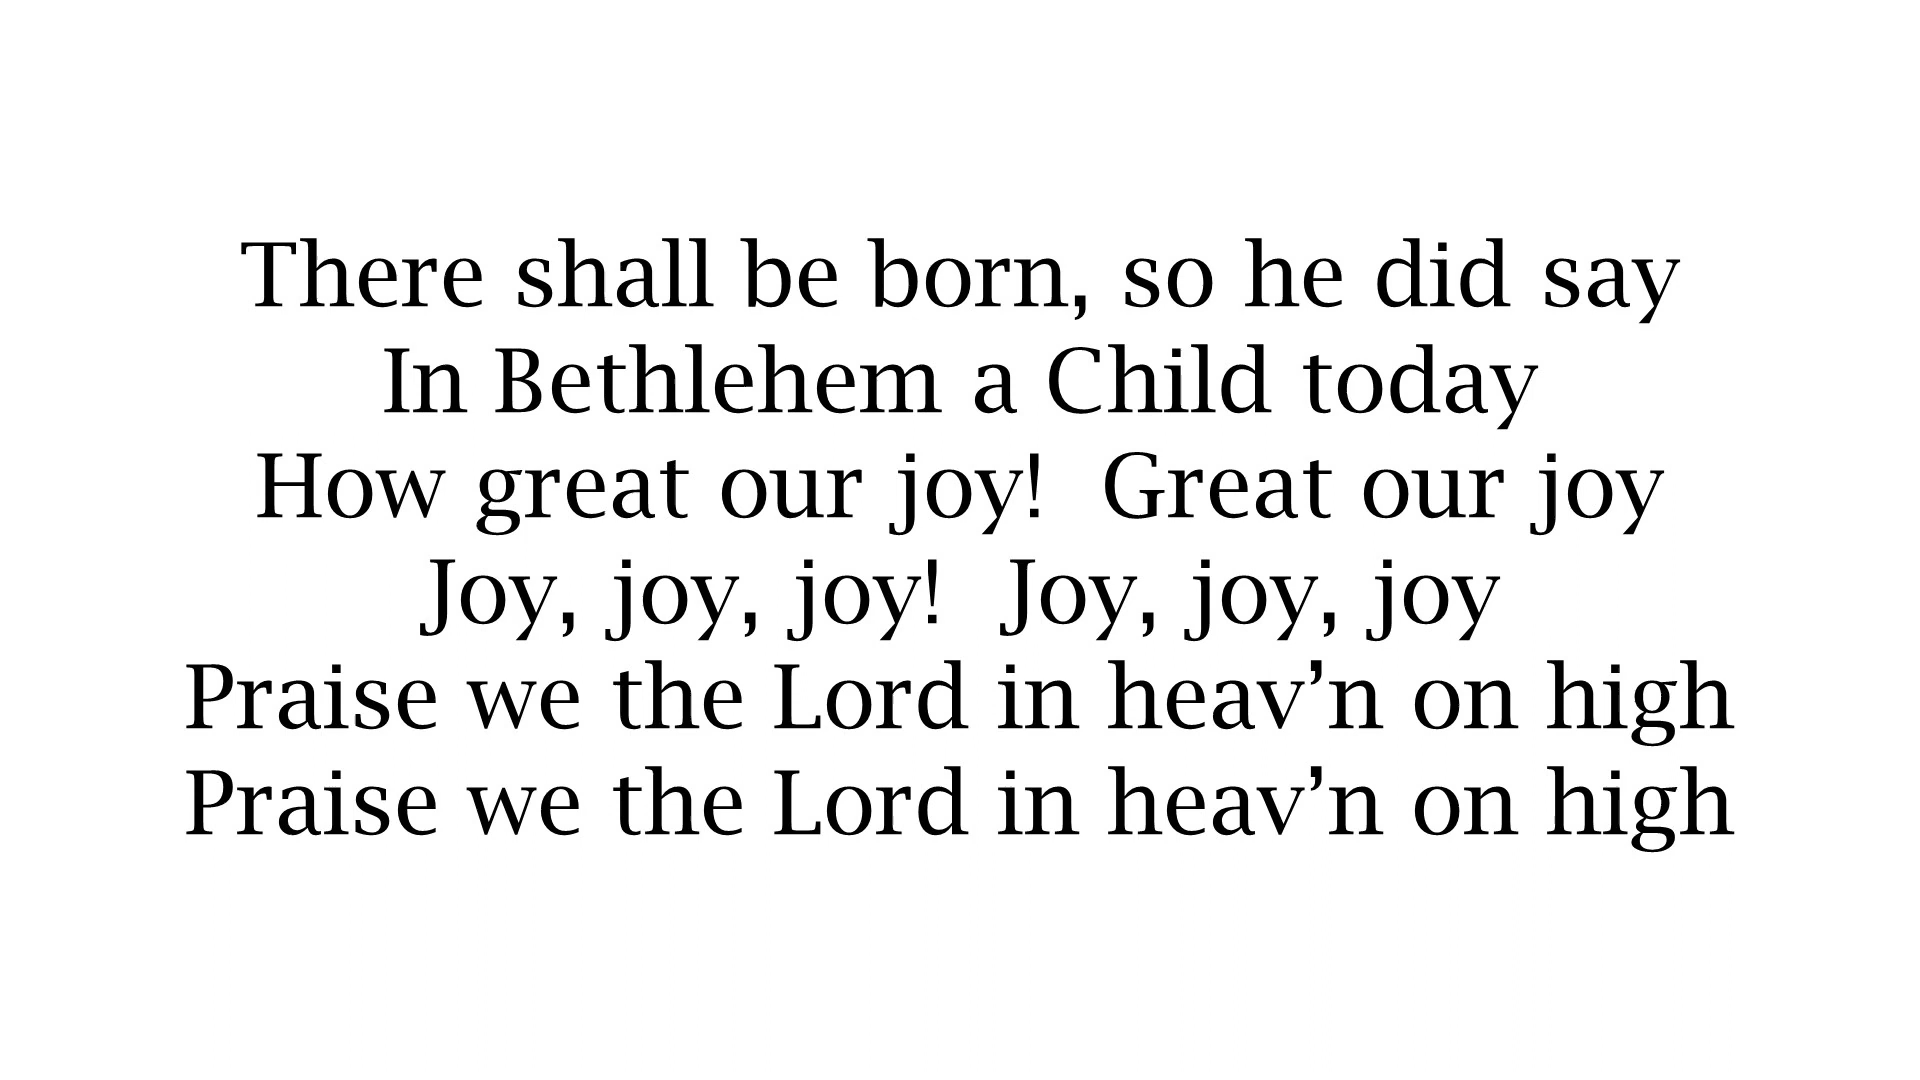 There shall be born, so he did say
In Bethlehem a Child today
How great our joy!  Great our joy
Joy, joy, joy!  Joy, joy, joy
Praise we the Lord in heav’n on high
Praise we the Lord in heav’n on high